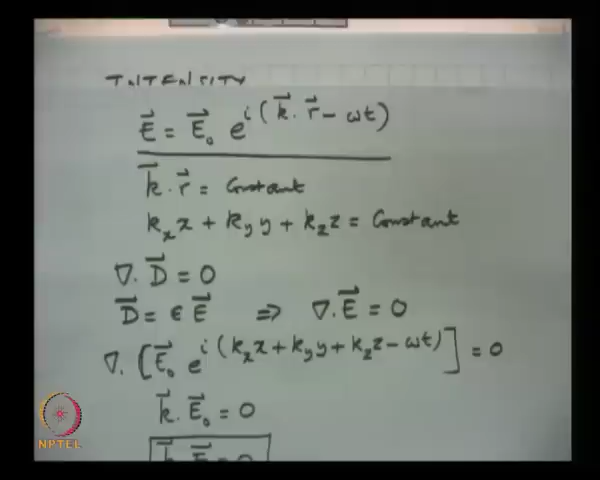 INTENSITY
E⃗ = E⃗₀ e^{i(k⃗ · r⃗ − ωt)}
k⃗ · r⃗ = Constant
kₓx + k_y y + k_z z = Constant
∇ · D⃗ = 0
D⃗ = ϵ E⃗ ⇒ ∇ · E⃗ = 0
∇ · [E⃗₀ e^{i(kₓx + k_y y + k_z z − ωt)}] = 0
k⃗ · E⃗₀ = 0
NPTEL